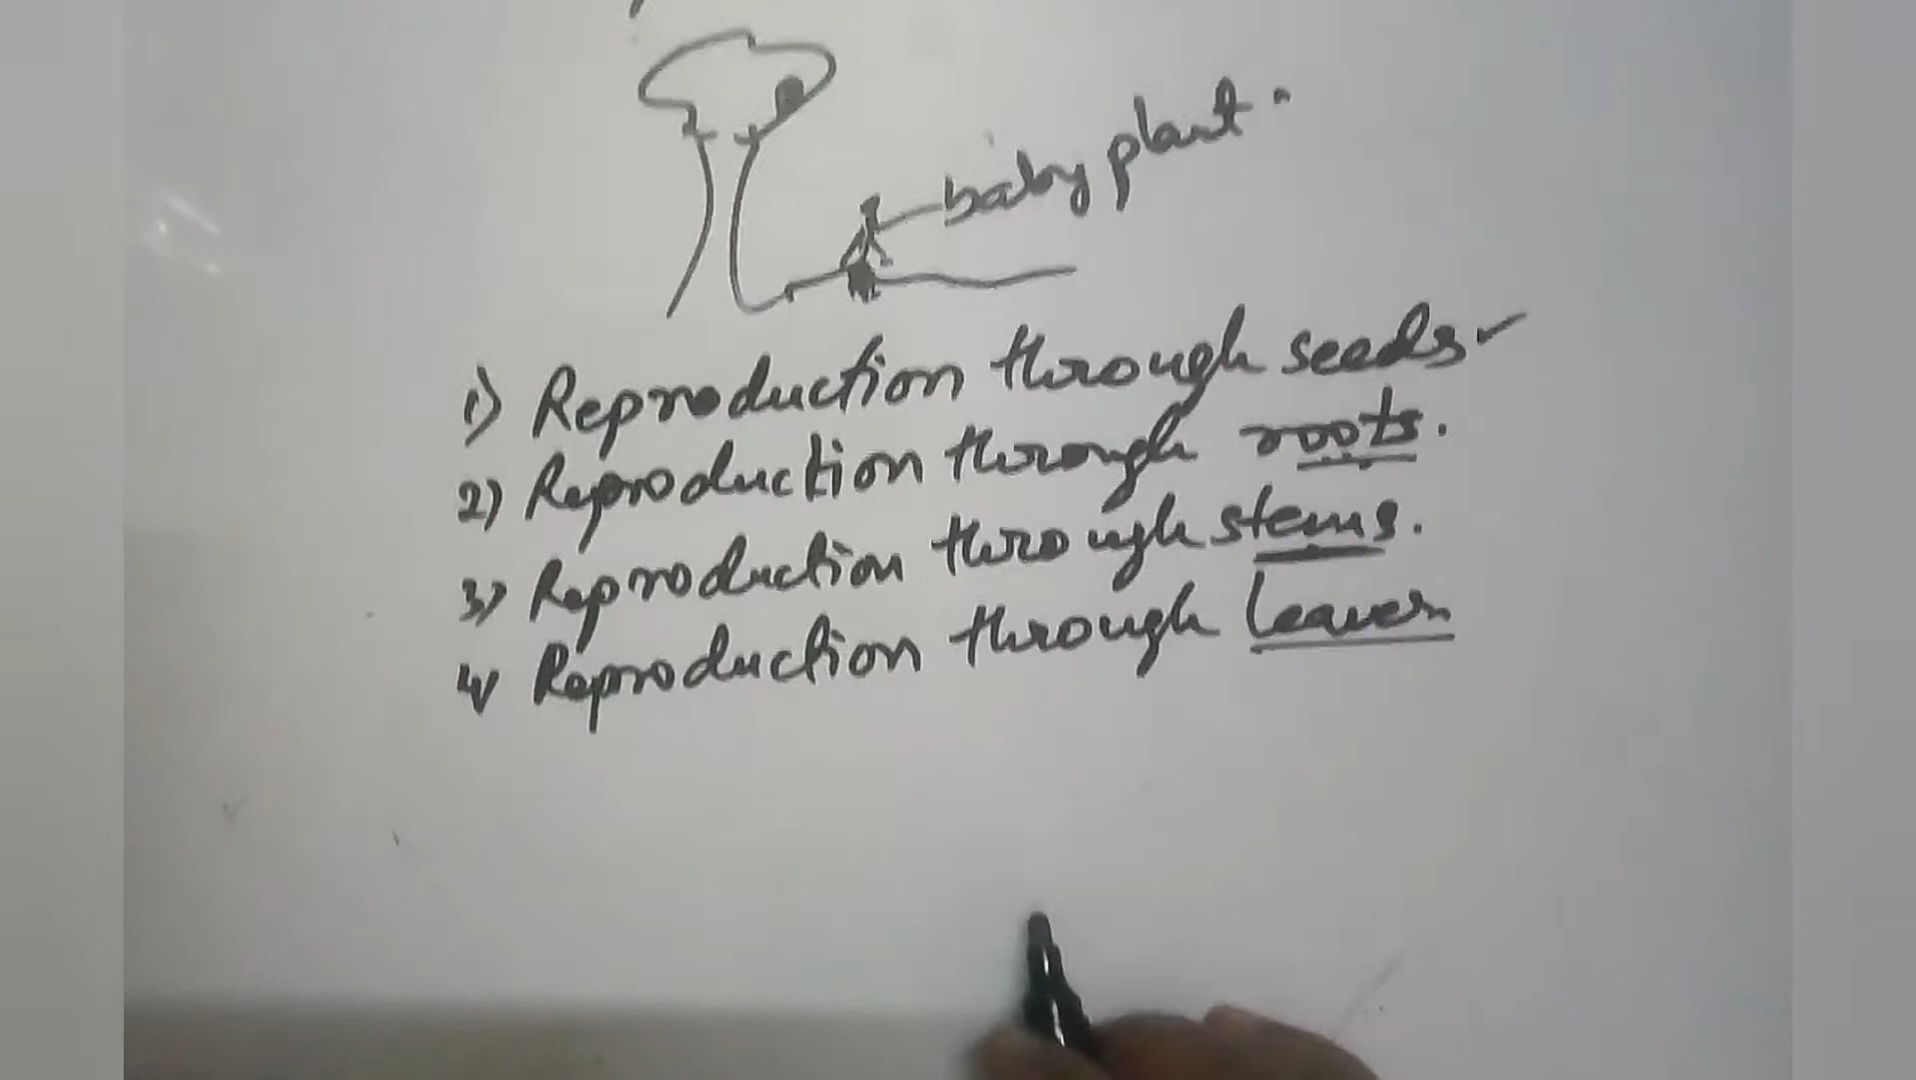 baby plant.
1) Reproduction through seeds ✓
2) Reproduction through roots.
3) Reproduction through stems.
4) Reproduction through leaves